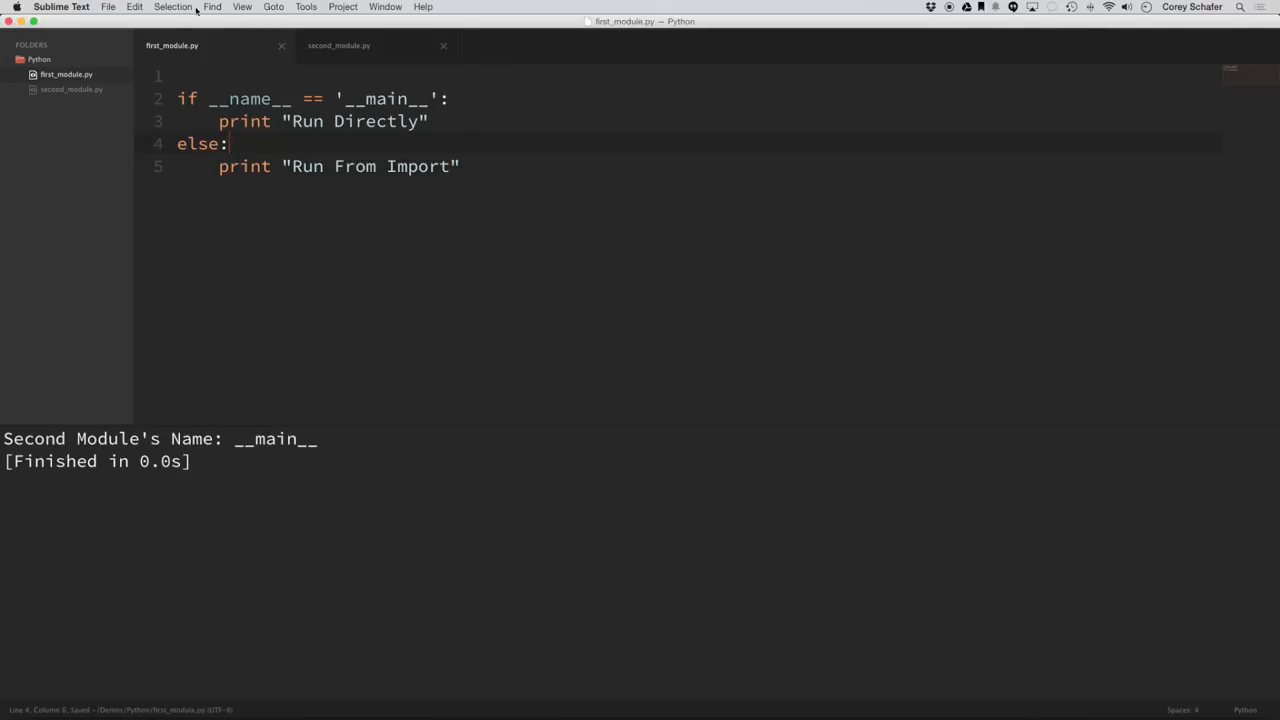 Sublime Text File Edit Selection Find View Goto Tools Project Window Help Corey Schafer
first_module.py — Python
FOLDERS
Python
first_module.py
second_module.py
first_module.py second_module.py
1
2 if __name__ == '__main__':
3 print "Run Directly"
4 else:
5 print "Run From Import"
Second Module's Name: __main__
[Finished in 0.0s]
Line 4, Column 6, Saved ~/Demos/Python/first_module.py (UTF-8) Spaces: 4 Python